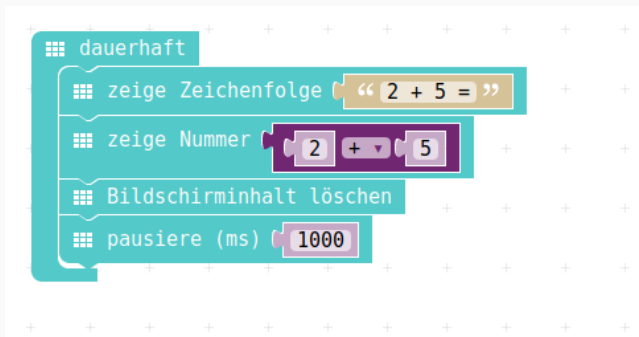 dauerhaft
zeige Zeichenfolge “ 2 + 5 = ”
zeige Nummer 2 + ▾ 5
Bildschirminhalt löschen
pausiere (ms) 1000